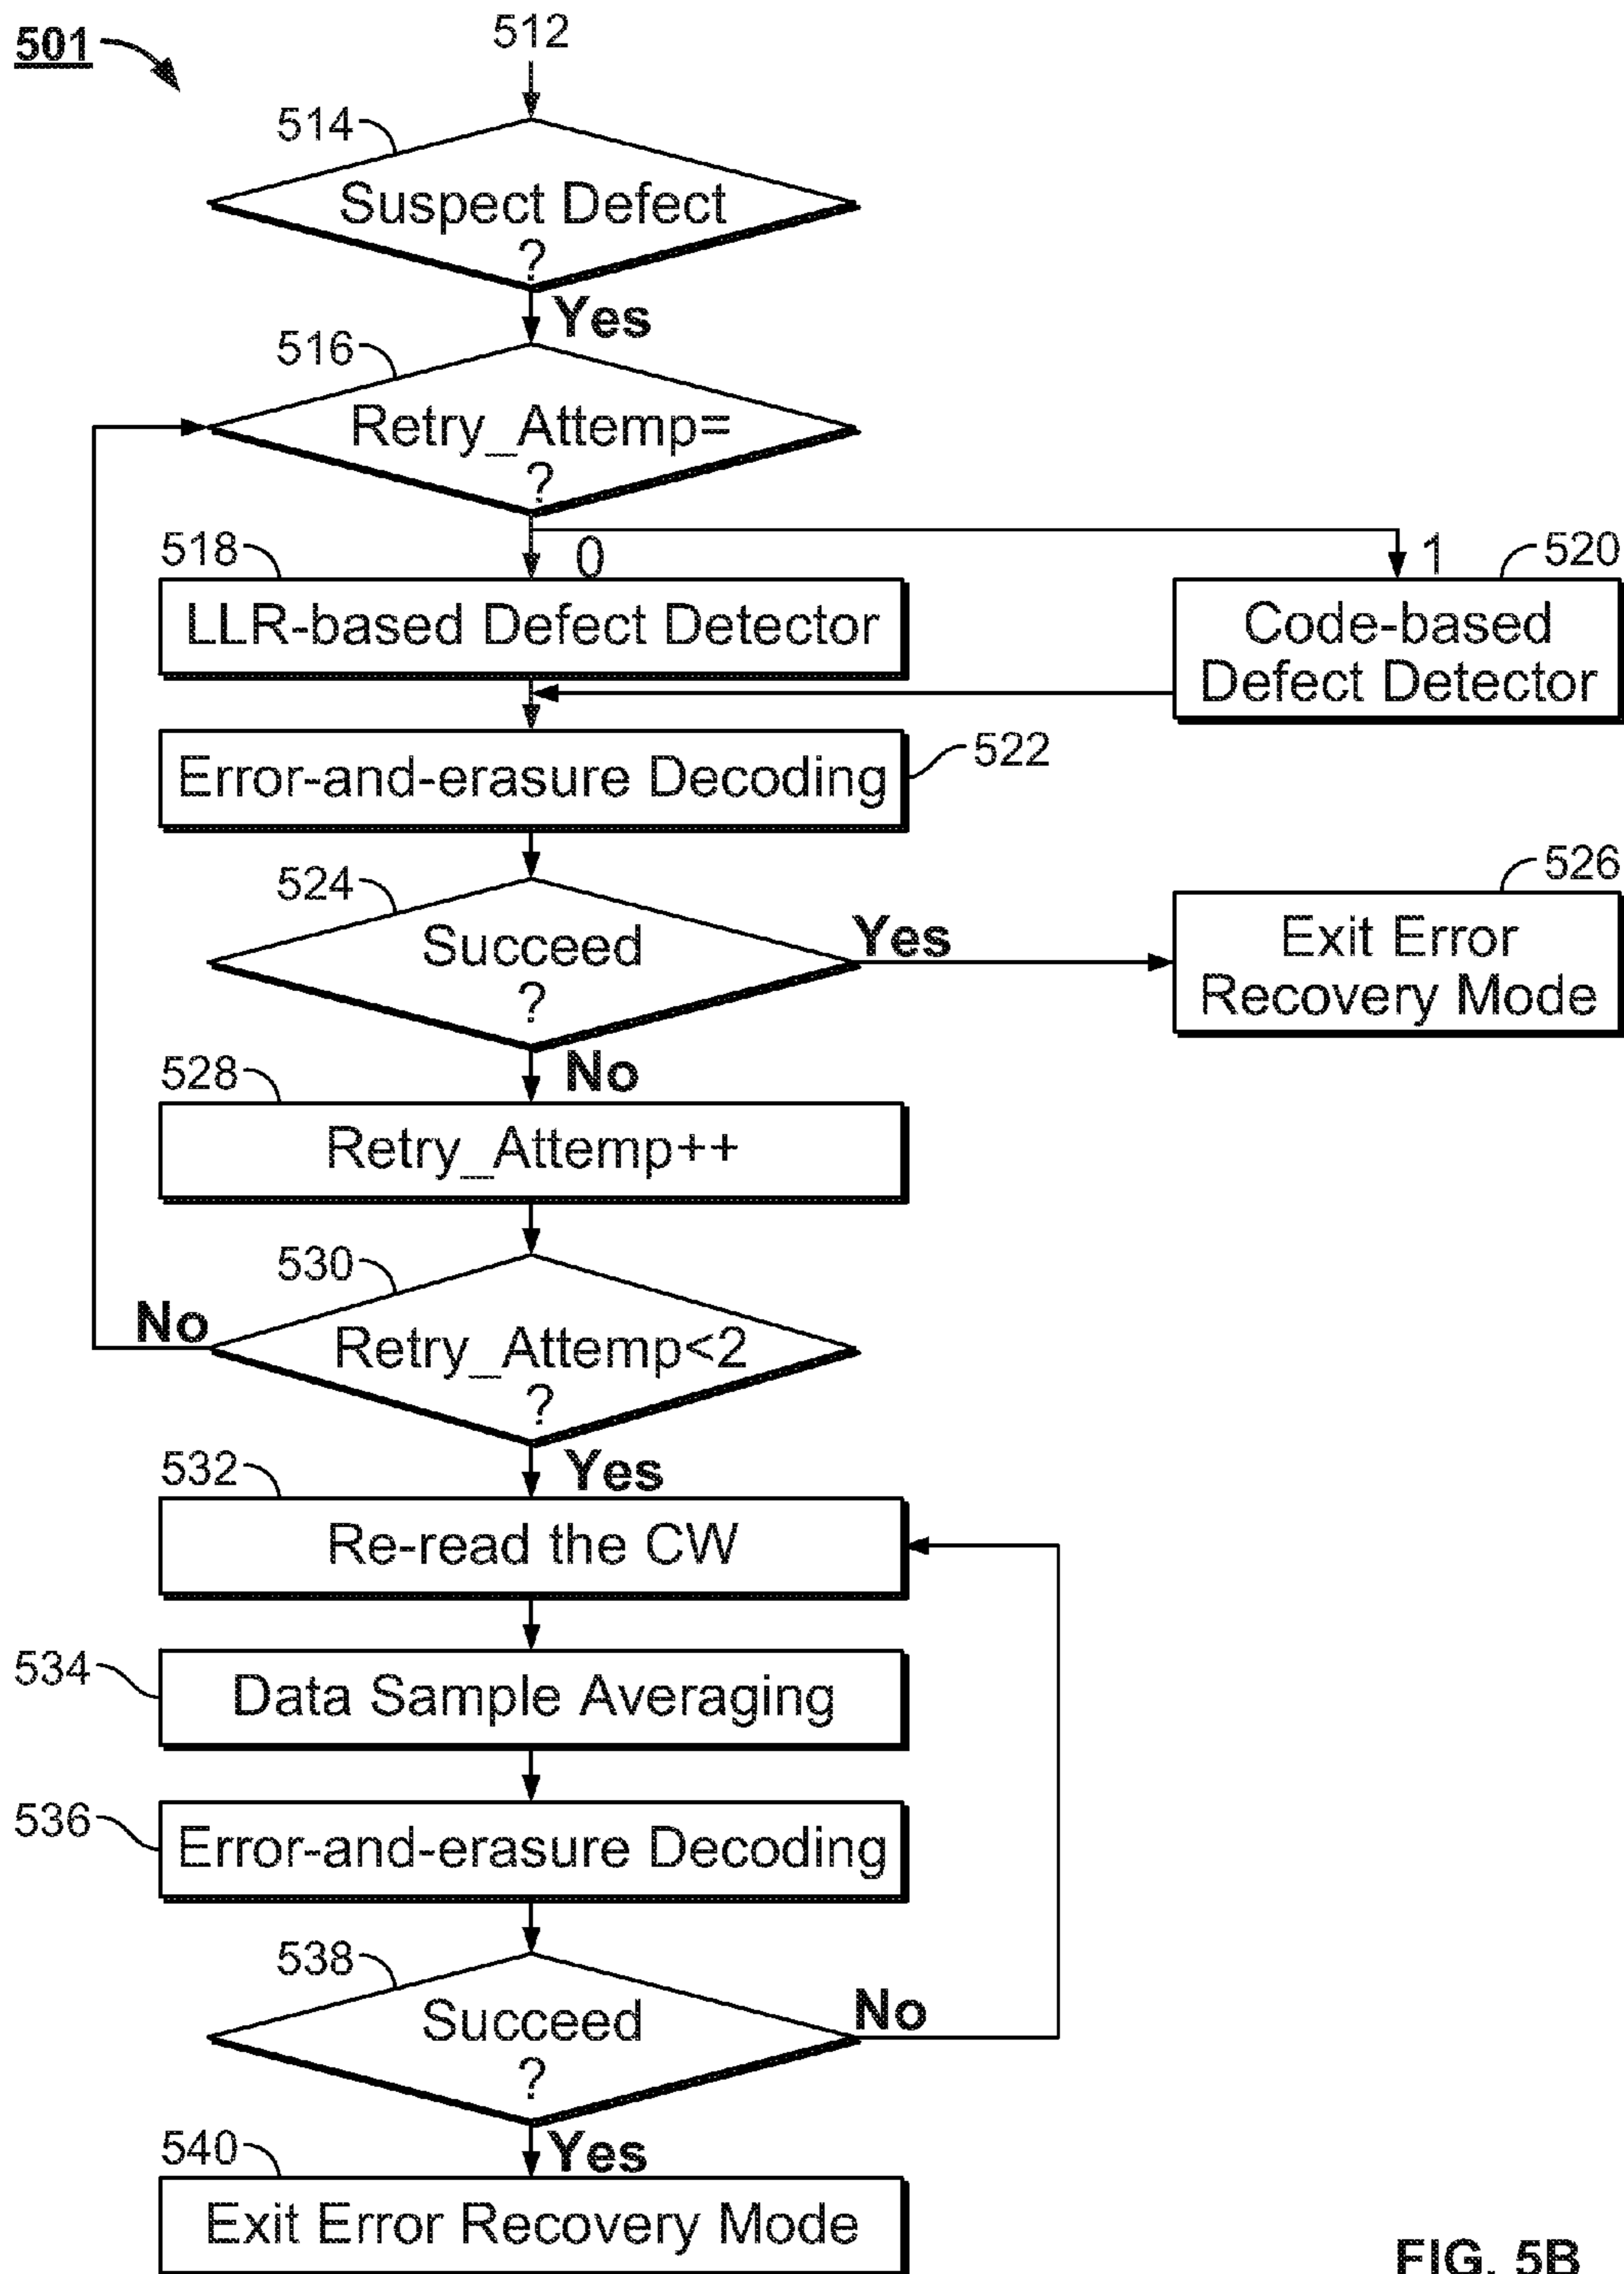 501
512
514
Suspect Defect
?
Yes
516
Retry_Attemp=
?
518
0
1
520
LLR-based Defect Detector
Code-based
Defect Detector
Error-and-erasure Decoding
522
524
Succeed
?
Yes
526
Exit Error
Recovery Mode
No
528
Retry_Attemp++
530
No
Retry_Attemp<2
?
Yes
532
Re-read the CW
534
Data Sample Averaging
536
Error-and-erasure Decoding
538
Succeed
?
No
Yes
540
Exit Error Recovery Mode
FIG. 5B